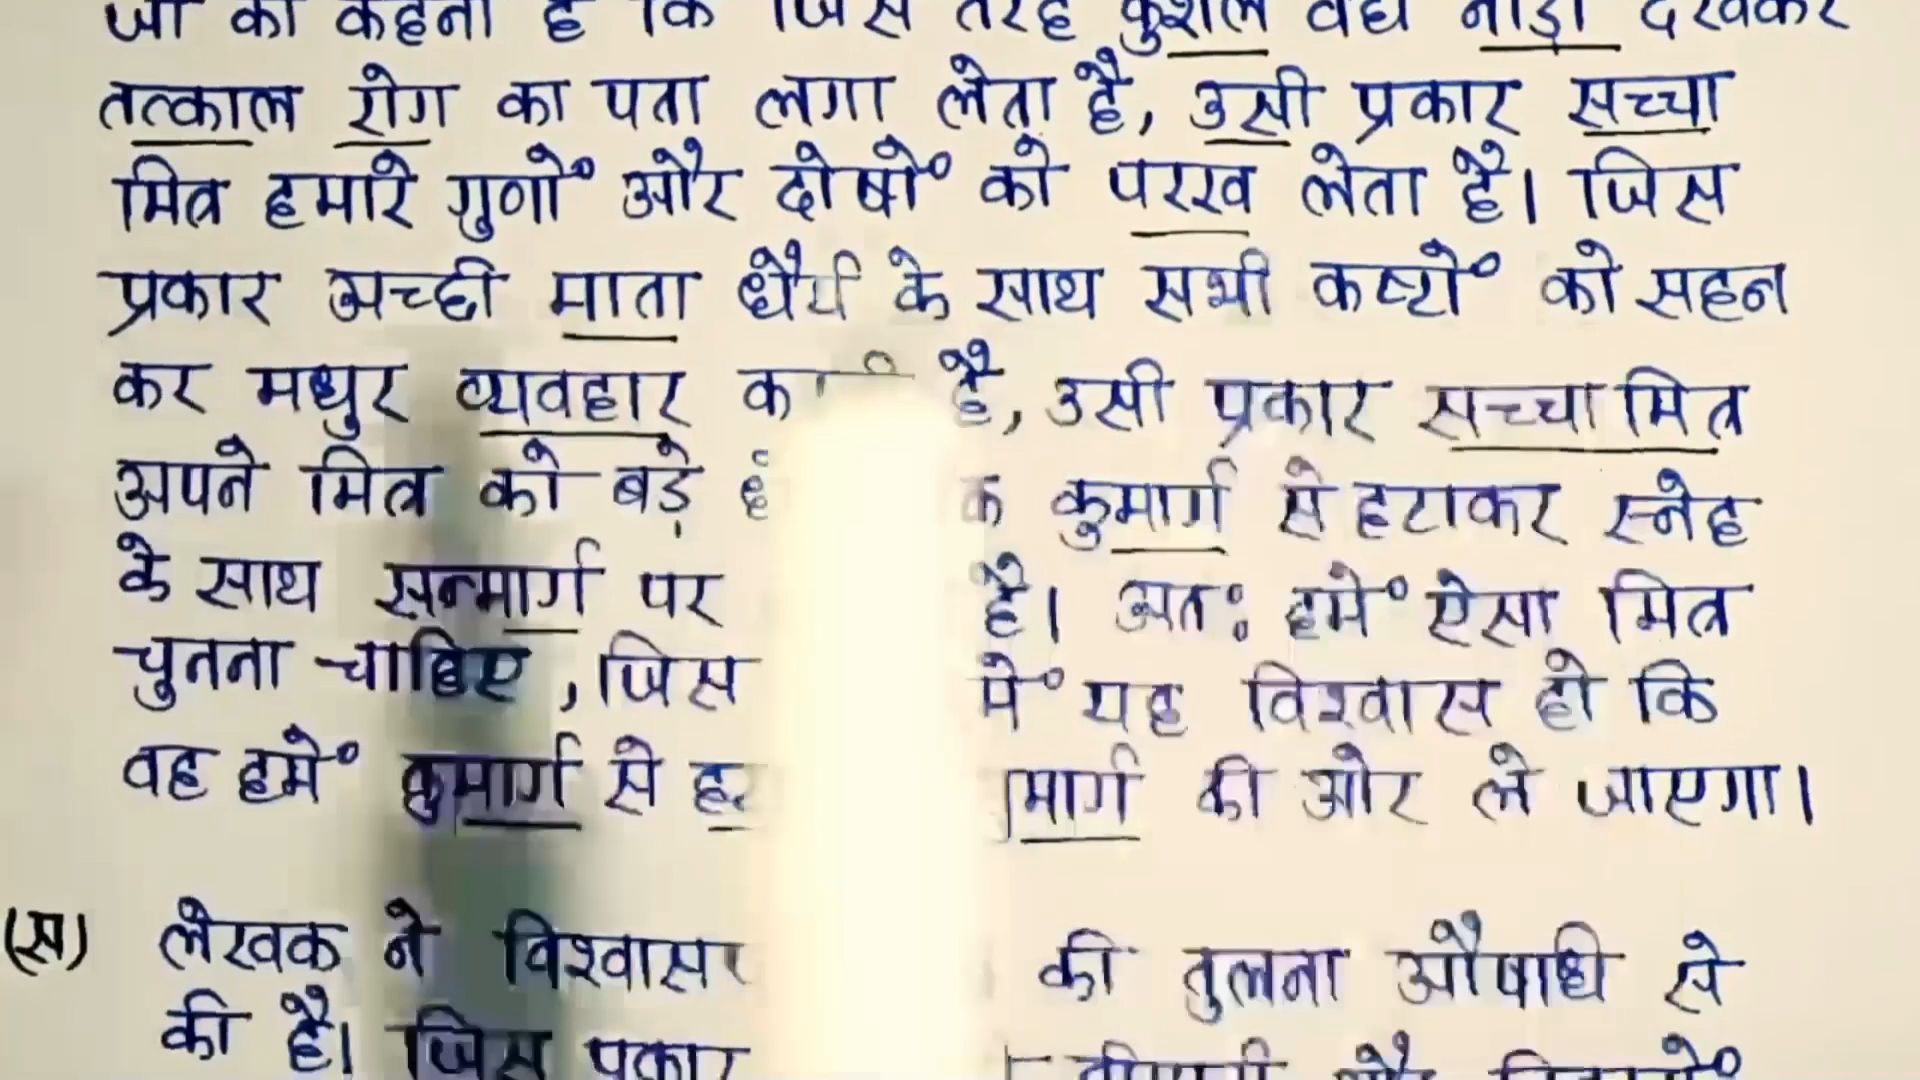 जी का कहना है कि जिस तरह कुशल वैद्य नाड़ी देखकर
तत्काल रोग का पता लगा लेता है, उसी प्रकार सच्चा
मित्र हमारे गुणों और दोषों को परख लेता है। जिस
प्रकार अच्छी माता धैर्य के साथ सभी कष्टों को सहन
कर मधुर व्यवहार है, उसी प्रकार सच्चा मित्र
अपने मित्र को बड़े कुमार्ग से हटाकर स्नेह
के साथ सन्मार्ग पर है। अतः हमें ऐसा मित्र
चुनना चाहिए, जिस में यह विश्वास हो कि
वह हमें कुमार्ग से की ओर ले जाएगा।
(स) लेखक ने की तुलना औषधि से
की है। जिस प्रकार